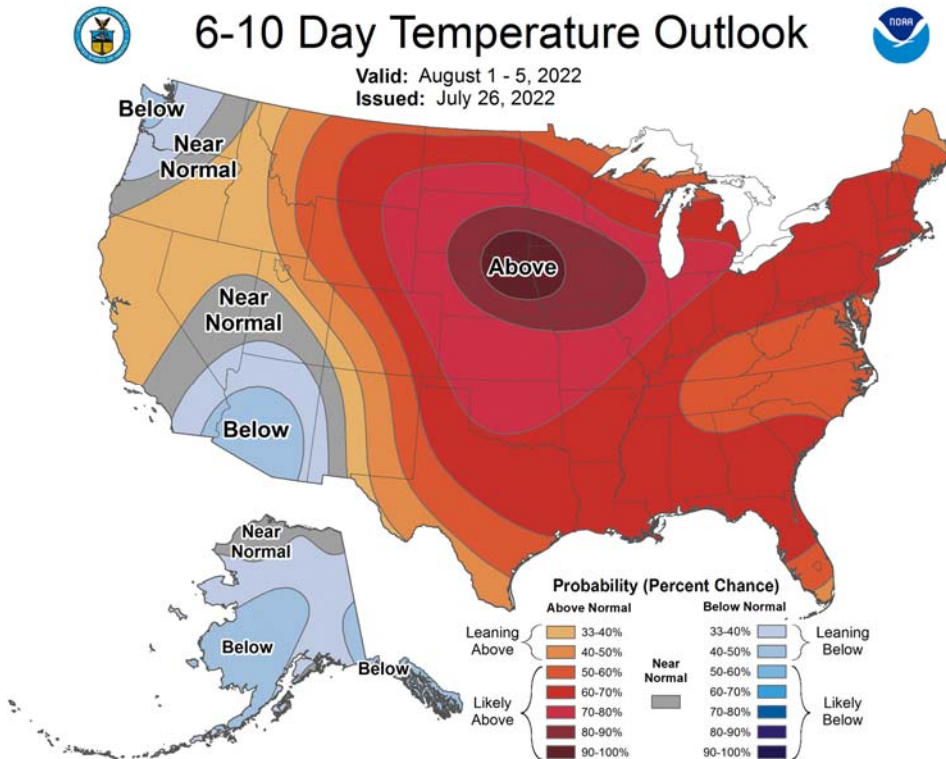 6-10 Day Temperature Outlook
NOAA
Valid: August 1 - 5, 2022
Issued: July 26, 2022
Below
Near
Normal
Above
Near
Normal
Below
Near
Normal
Below
Below
Probability (Percent Chance)
Above Normal
Below Normal
Leaning
Above
33-40%
40-50%
Likely
Above
50-60%
60-70%
70-80%
80-90%
90-100%
Near
Normal
33-40%
40-50%
Leaning
Below
50-60%
60-70%
70-80%
80-90%
90-100%
Likely
Below